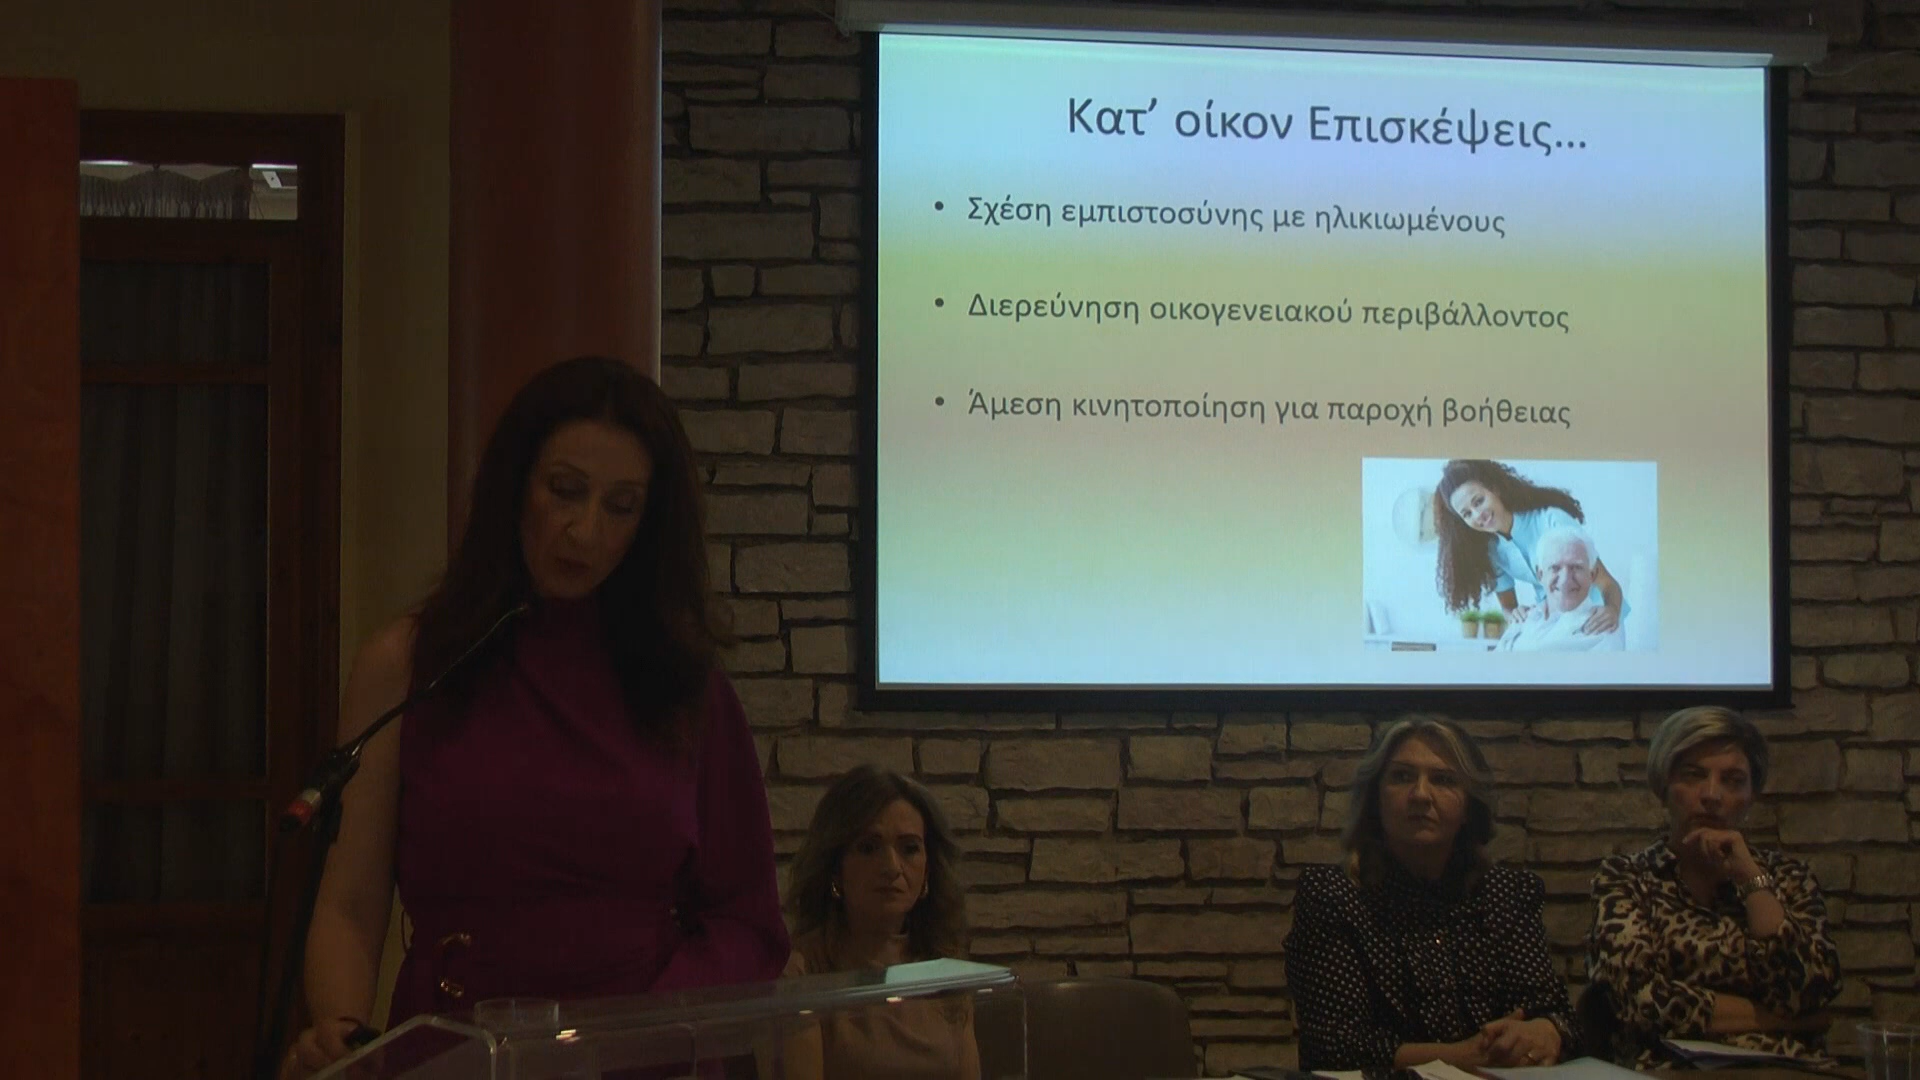 Κατ’ οίκον Επισκέψεις...
• Σχέση εμπιστοσύνης με ηλικιωμένους
• Διερεύνηση οικογενειακού περιβάλλοντος
• Άμεση κινητοποίηση για παροχή βοήθειας